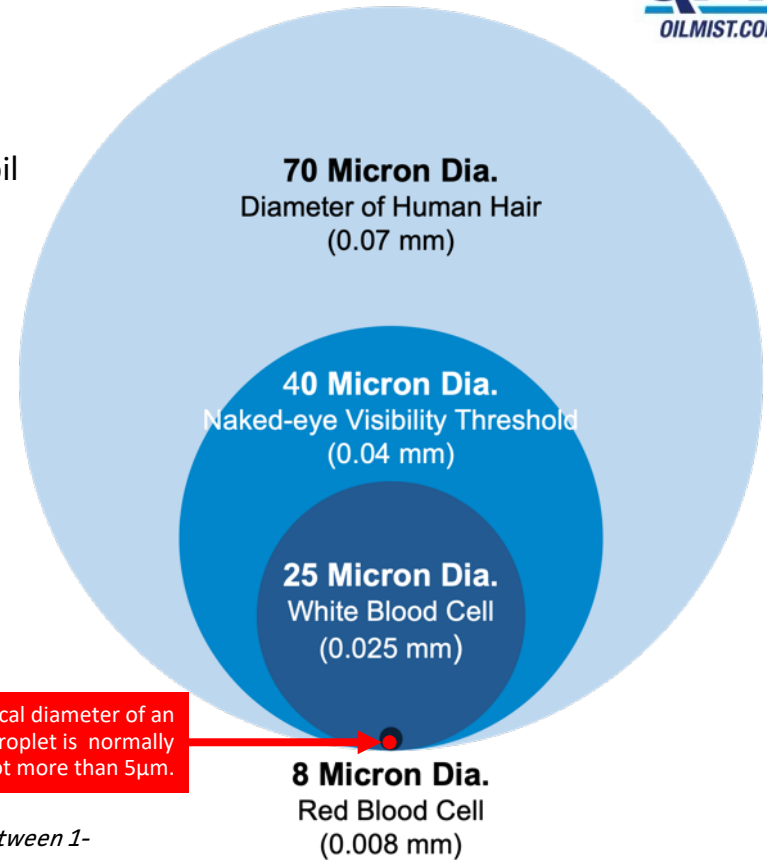 OILMIST.CO
oil
70 Micron Dia.
Diameter of Human Hair
(0.07 mm)
40 Micron Dia.
Naked-eye Visibility Threshold
(0.04 mm)
25 Micron Dia.
White Blood Cell
(0.025 mm)
cal diameter of an
roplet is normally
ot more than 5µm.
8 Micron Dia.
Red Blood Cell
(0.008 mm)
tween 1-